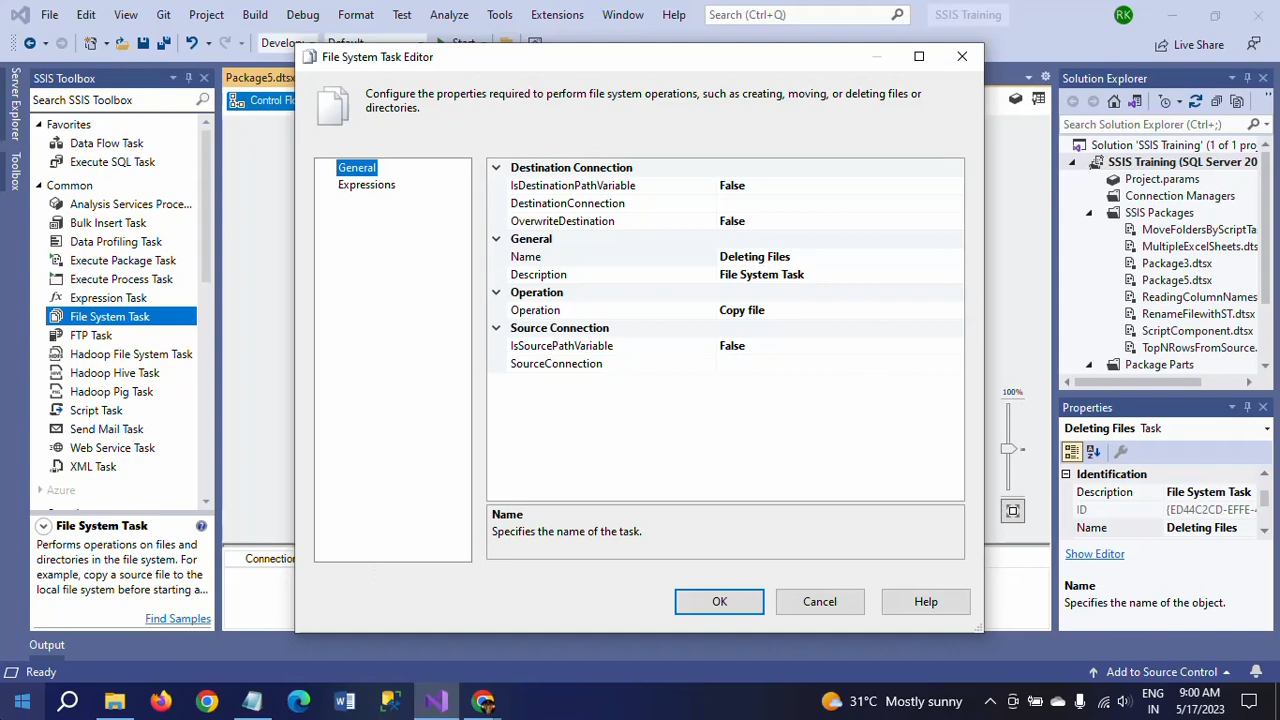 File
Edit
View
Git
Project
Build
Debug
Format
Test
Analyze
Tools
Extensions
Window
Help
Search (Ctrl+Q)
SSIS Training
RK
Live Share
File System Task Editor
Configure the properties required to perform file system operations, such as creating, moving, or deleting files or
directories.
General
Expressions
Destination Connection
IsDestinationPathVariable False
DestinationConnection
OverwriteDestination False
General
Name Deleting Files
Description File System Task
Operation
Operation Copy file
Source Connection
IsSourcePathVariable False
SourceConnection
Name
Specifies the name of the task.
OK
Cancel
Help
Server Explorer
Toolbox
SSIS Toolbox
Search SSIS Toolbox
Favorites
Data Flow Task
Execute SQL Task
Common
Analysis Services Proce...
Bulk Insert Task
Data Profiling Task
Execute Package Task
Execute Process Task
Expression Task
File System Task
FTP Task
Hadoop File System Task
Hadoop Hive Task
Hadoop Pig Task
Script Task
Send Mail Task
Web Service Task
XML Task
Azure
File System Task
Performs operations on files and
directories in the file system. For
example, copy a source file to the
local file system before starting a...
Find Samples
Package5.dtsx
Control Flo
Connection
100%
Solution Explorer
Search Solution Explorer (Ctrl+;)
Solution 'SSIS Training' (1 of 1 pr
SSIS Training (SQL Server 20
Project.params
Connection Managers
SSIS Packages
MoveFoldersByScriptTa
MultipleExcelSheets.dts
Package3.dtsx
Package5.dtsx
ReadingColumnNames
RenameFilewithST.dtsx
ScriptComponent.dtsx
TopNRowsFromSource.
Package Parts
Properties
Deleting Files Task
Identification
Description File System Task
ID {ED44C2CD-EFFE-4
Name Deleting Files
Show Editor
Name
Specifies the name of the object.
Output
Ready
Add to Source Control
31°C Mostly sunny
ENG
IN
9:00 AM
5/17/2023